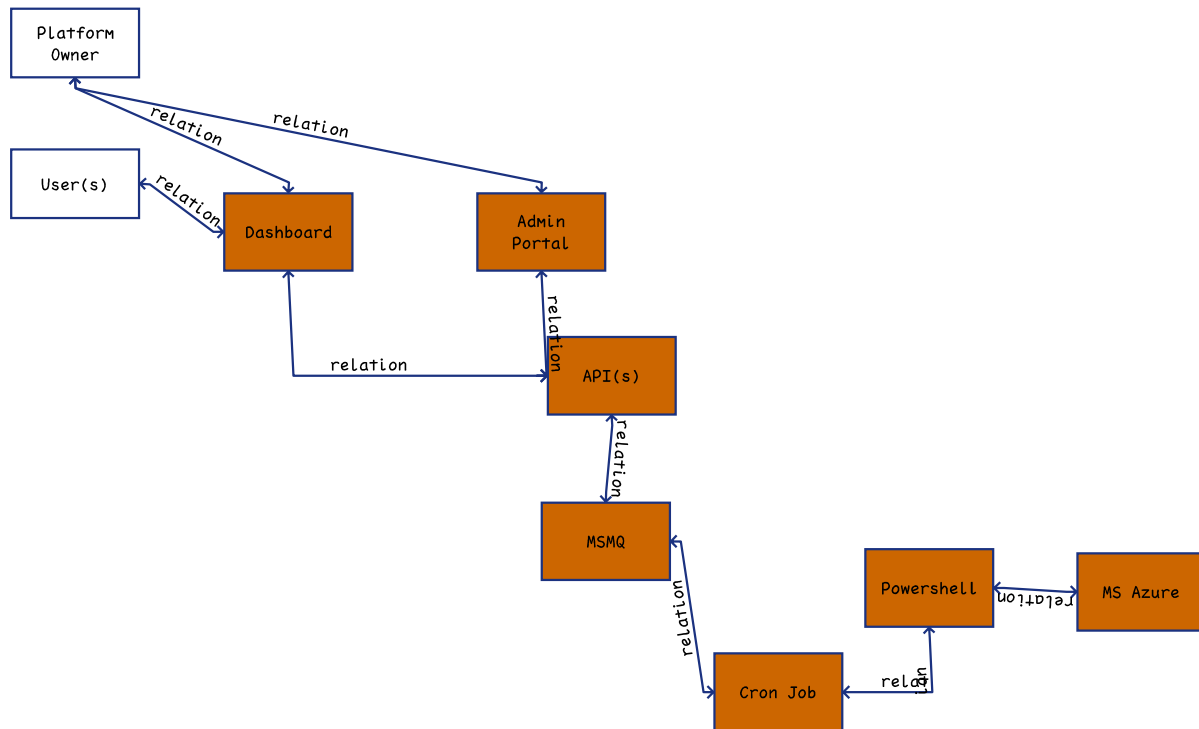 Platform
Owner
relation
relation
User(s)
relation
Dashboard
Admin
Portal
relation
relation
API(s)
relation
MSMQ
relation
Powershell
relation
MS Azure
Cron Job
relation